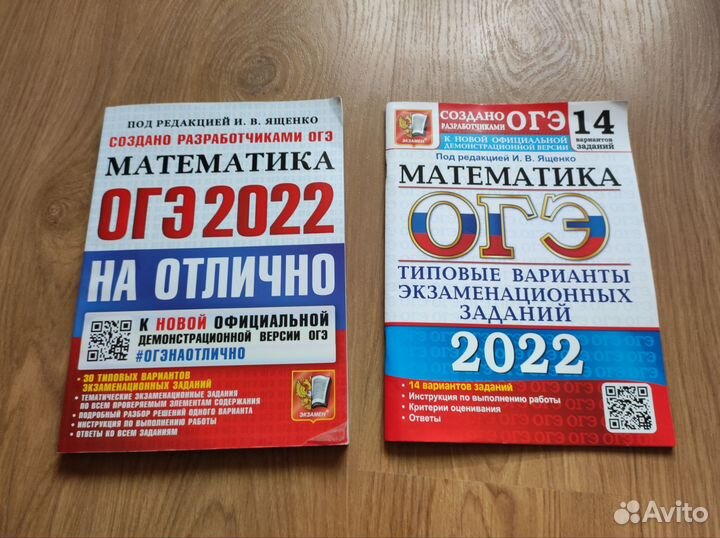 ПОД РЕДАКЦИЕЙ И. В. ЯЩЕНКО
СОЗДАНО РАЗРАБОТЧИКАМИ ОГЭ
МАТЕМАТИКА
ОГЭ 2022
НА ОТЛИЧНО
К НОВОЙ ОФИЦИАЛЬНОЙ
ДЕМОНСТРАЦИОННОЙ ВЕРСИИ ОГЭ
#ОГЭНАОТЛИЧНО
• 30 ТИПОВЫХ ВАРИАНТОВ
ЭКЗАМЕНАЦИОННЫХ ЗАДАНИЙ
• ТЕМАТИЧЕСКИЕ ЭКЗАМЕНАЦИОННЫЕ ЗАДАНИЯ
ПО ВСЕМ ПРОВЕРЯЕМЫМ ЭЛЕМЕНТАМ СОДЕРЖАНИЯ
• ПОДРОБНЫЙ РАЗБОР РЕШЕНИЙ ОДНОГО ВАРИАНТА
• ИНСТРУКЦИЯ ПО ВЫПОЛНЕНИЮ РАБОТЫ
• ОТВЕТЫ КО ВСЕМ ЗАДАНИЯМ
ЭКЗАМЕН
ЭКЗАМЕН
СОЗДАНО
РАЗРАБОТЧИКАМИ
ОГЭ
К НОВОЙ ОФИЦИАЛЬНОЙ
ДЕМОНСТРАЦИОННОЙ ВЕРСИИ
14
вариантов
заданий
Под редакцией И. В. Ященко
МАТЕМАТИКА
ОГЭ
ТИПОВЫЕ ВАРИАНТЫ
ЭКЗАМЕНАЦИОННЫХ
ЗАДАНИЙ
2022
• 14 вариантов заданий
• Инструкция по выполнению работы
• Критерии оценивания
• Ответы
Avito